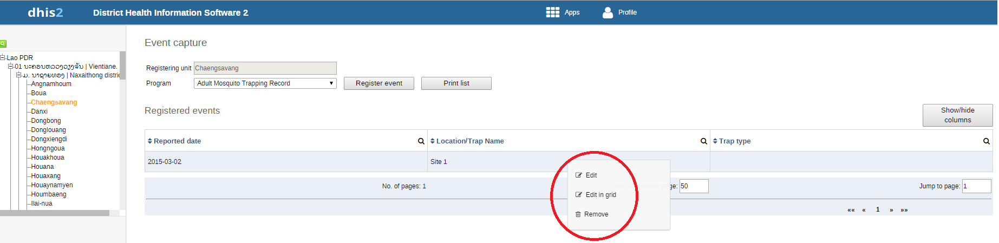 dhis2
District Health Information Software 2
Apps
Profile
Lao PDR
01 ນະຄອນຫລວງວຽງຈັນ | Vientiane.
ມ. ນາຊາຍທອງ | Naxaithong distric
Angnamhoum
Boua
Chaengsavang
Danxi
Dongbong
Donglouang
Dongxiengdi
Hongngoua
Houakhoua
Houana
Houaxang
Houaynamyen
Houmbaeng
Ilai-nua
Event capture
Registering unit Chaengsavang
Program Adult Mosquito Trapping Record Register event Print list
Registered events
Show/hide
columns
Reported date Location/Trap Name Trap type
2015-03-02 Site 1
Edit
Edit in grid
Remove
No. of pages: 1 50 Jump to page: 1
«« « 1 » »»